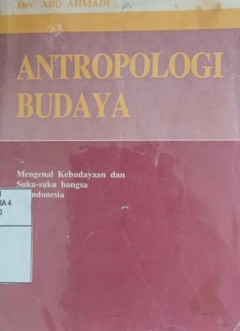 Drs. ABU AHMADI
ANTROPOLOGI
BUDAYA
Mengenal Kebudayaan dan
Suku-suku bangsa
Indonesia